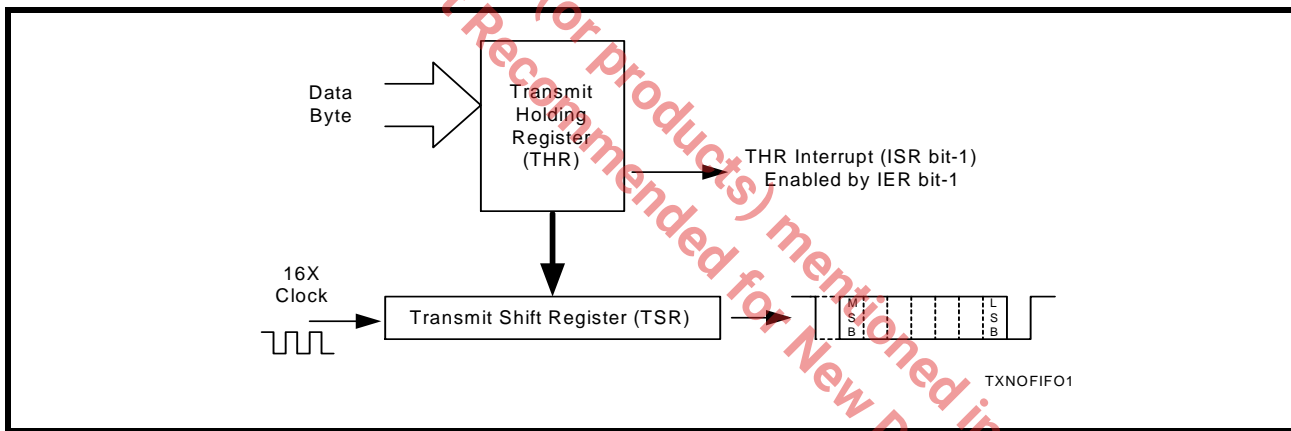 (or products) mentioned in
Recommended for New
Data
Byte
Transmit
Holding
Register
(THR)
THR Interrupt (ISR bit-1)
Enabled by IER bit-1
16X
Clock
Transmit Shift Register (TSR)
M
S
B
L
S
B
TXNOFIFO1